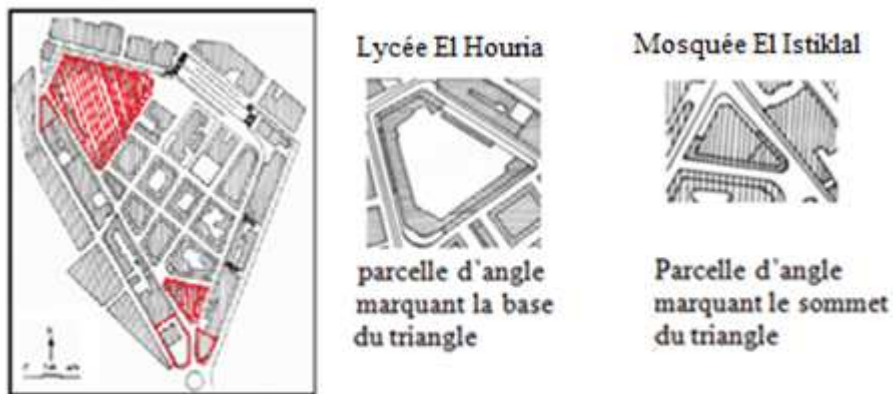 Lycée El Houria
Mosquée El Istiklal
parcelle d'angle
marquant la base
du triangle
Parcelle d'angle
marquant le sommet
du triangle